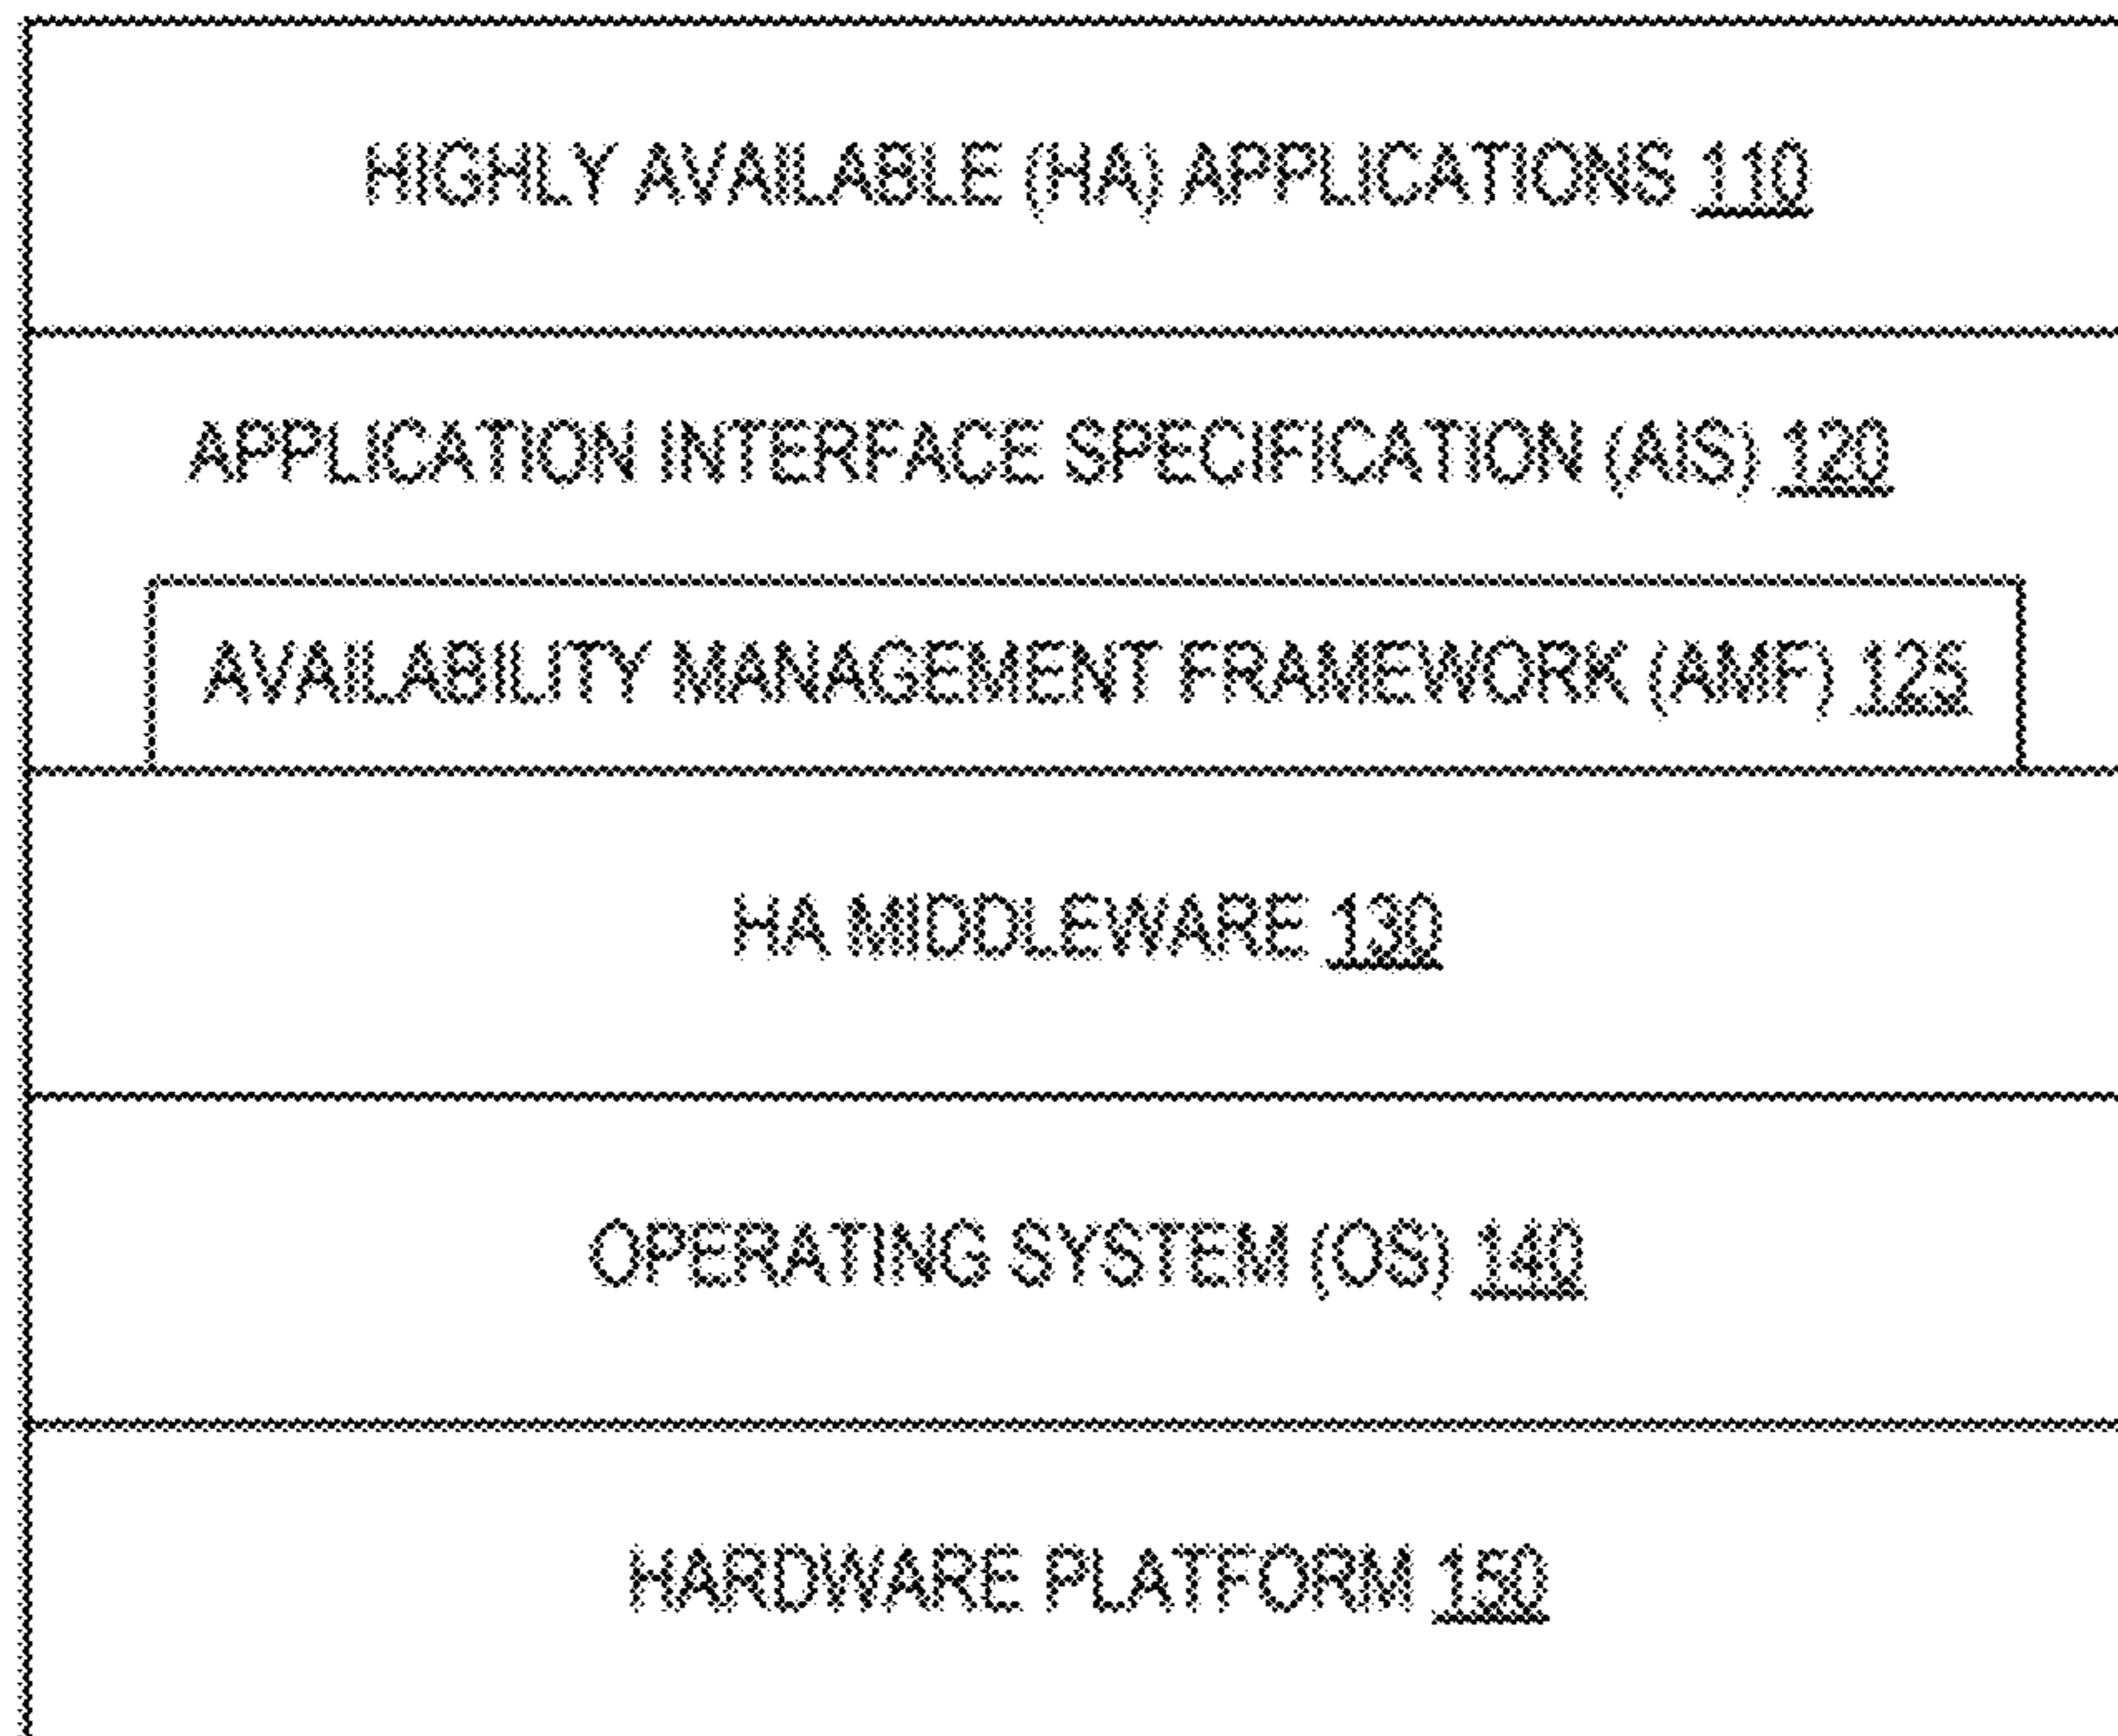 HIGHLY AVAILABLE (HA) APPLICATIONS 110
APPLICATION INTERFACE SPECIFICATION (AIS) 120
AVAILABILITY MANAGEMENT FRAMEWORK (AMF) 125
HA MIDDLEWARE 130
OPERATING SYSTEM (OS) 140
HARDWARE PLATFORM 150